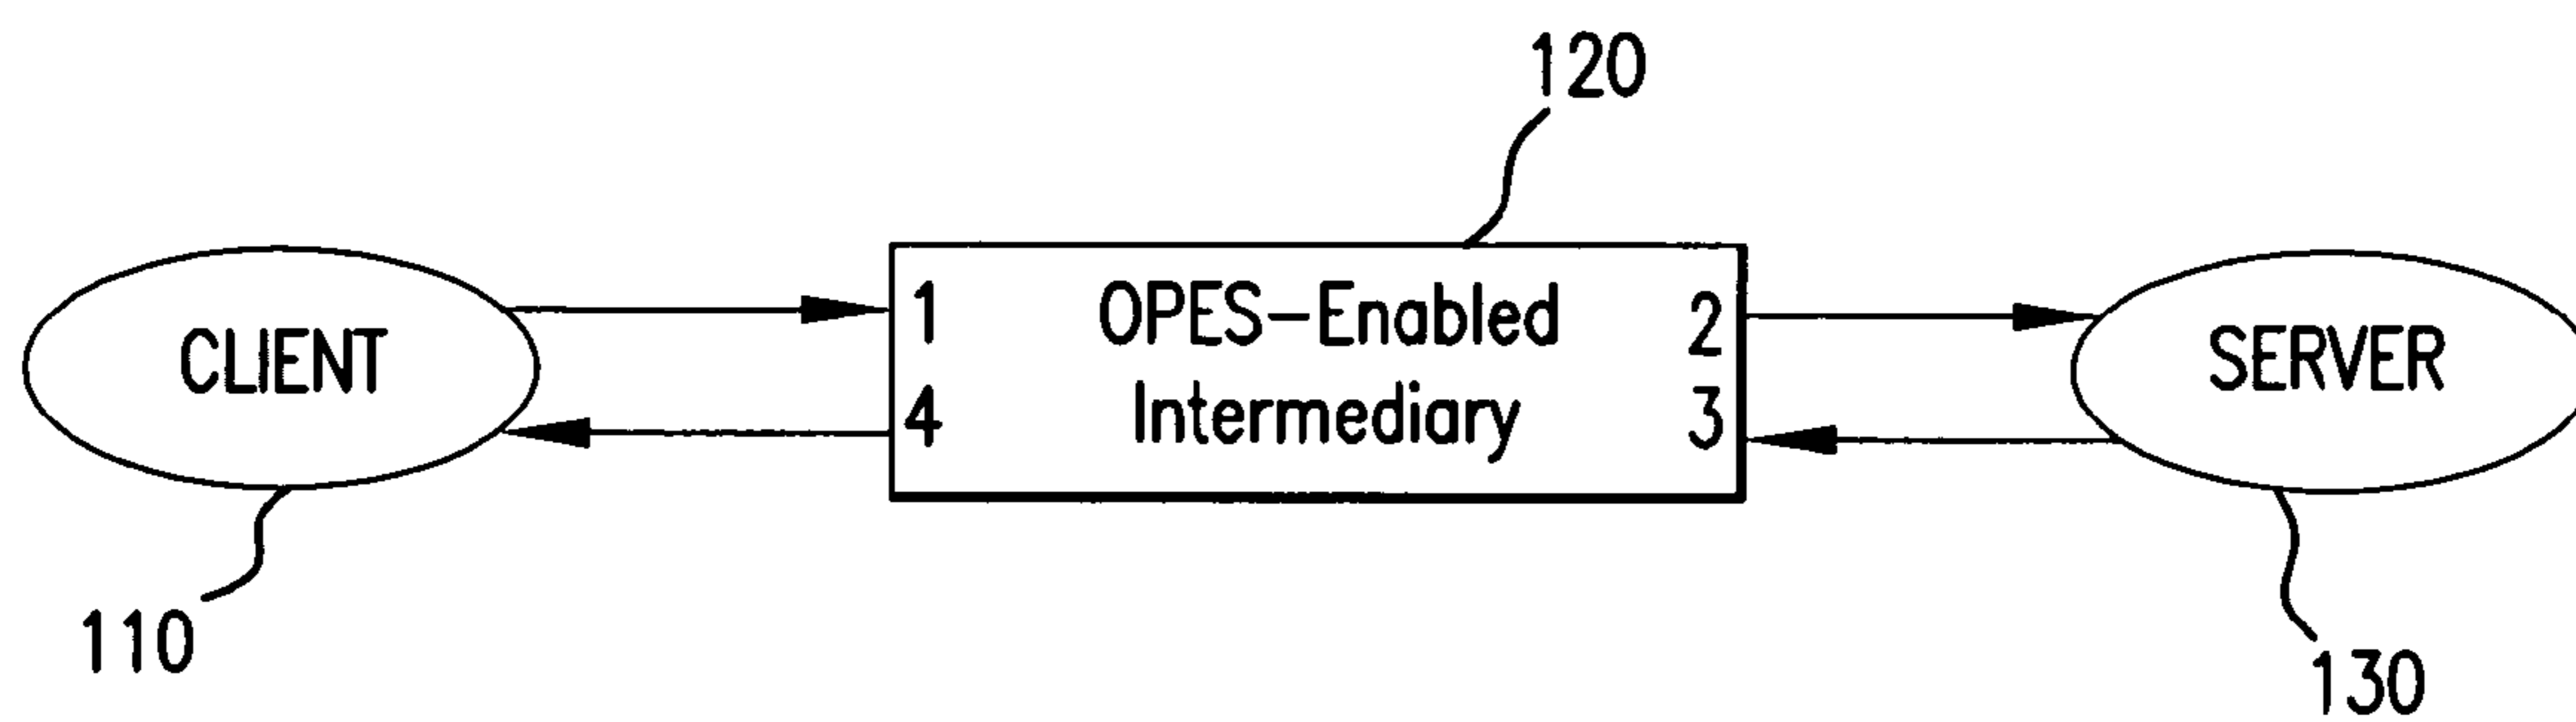 120
CLIENT
1 OPES-Enabled 2
4 Intermediary 3
SERVER
110
130